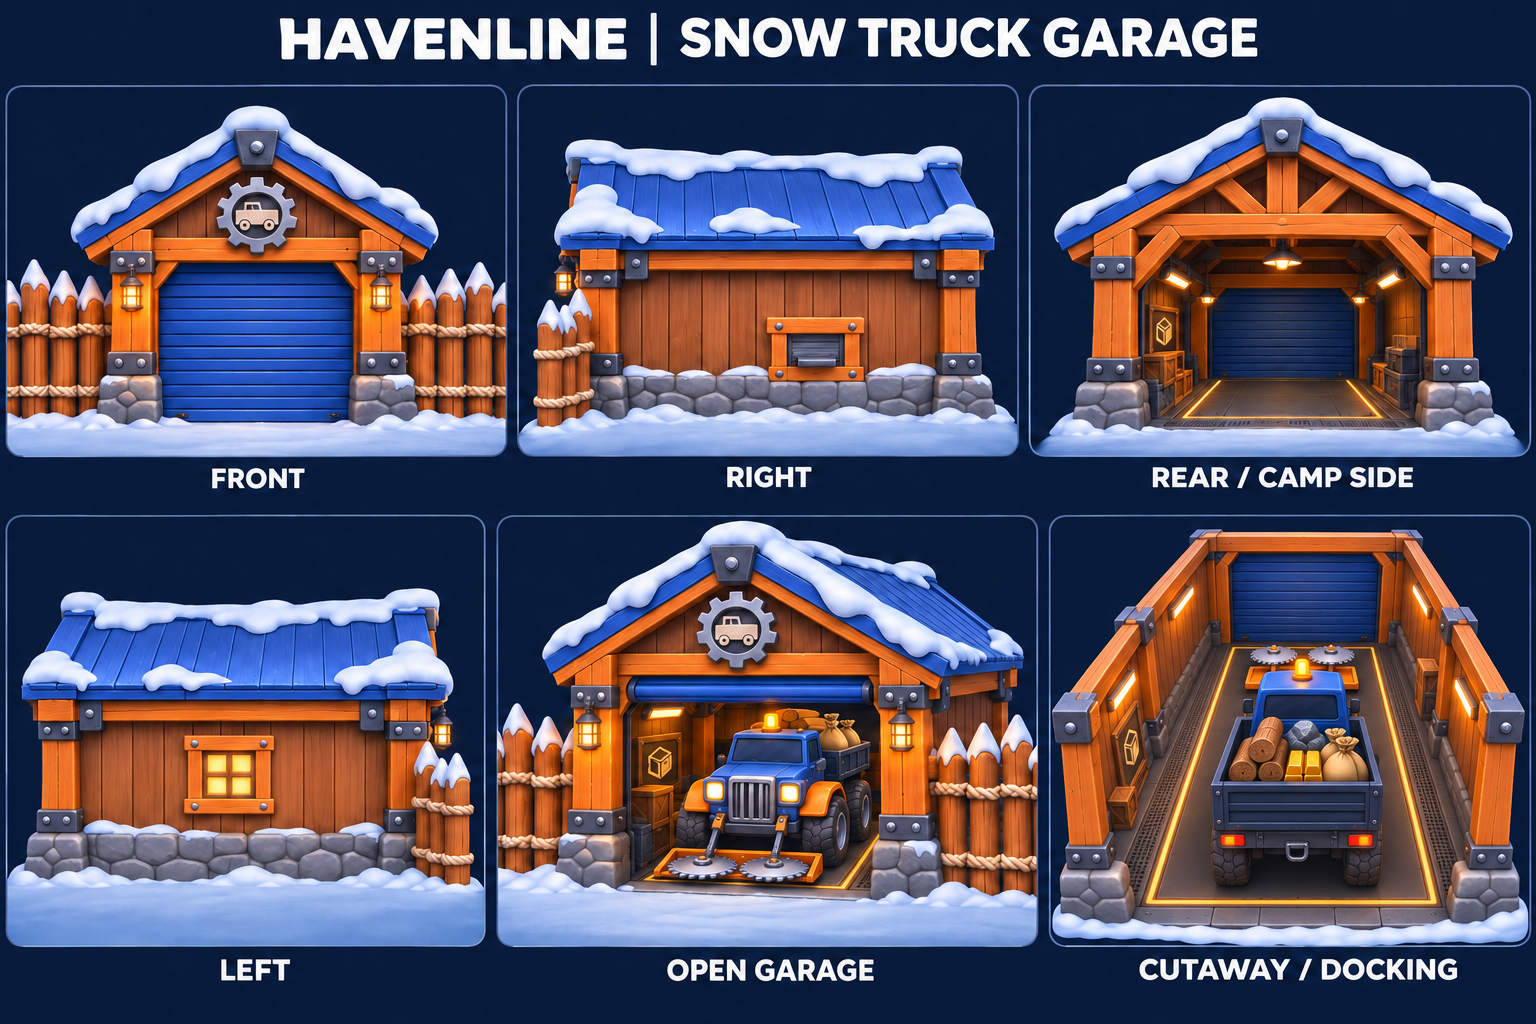 HAVENLINE | SNOW TRUCK GARAGE
FRONT
RIGHT
REAR / CAMP SIDE
LEFT
OPEN GARAGE
CUTAWAY / DOCKING